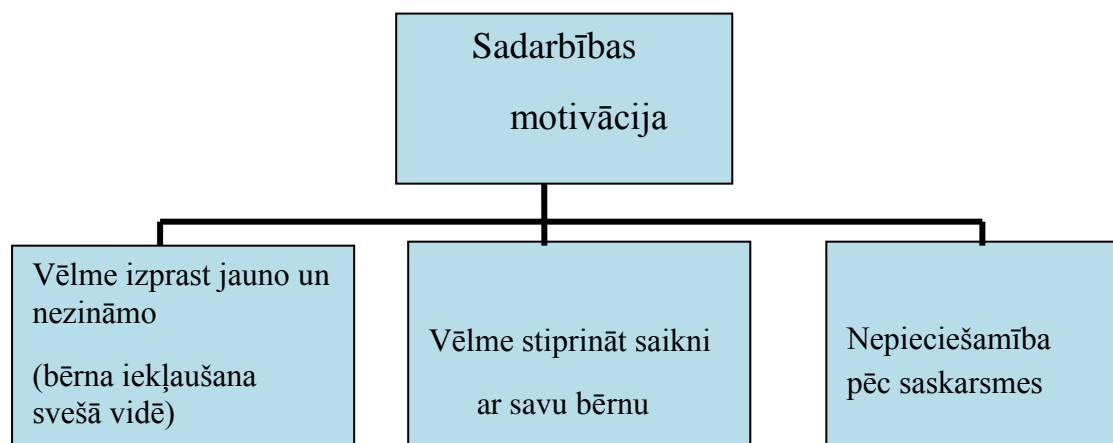 Sadarbības
motivācija
Vēlme izprast jauno un
nezināmo
(bērna iekļaušana
svešā vidē)
Vēlme stiprināt saikni
ar savu bērnu
Nepieciešamība
pēc saskarsmes